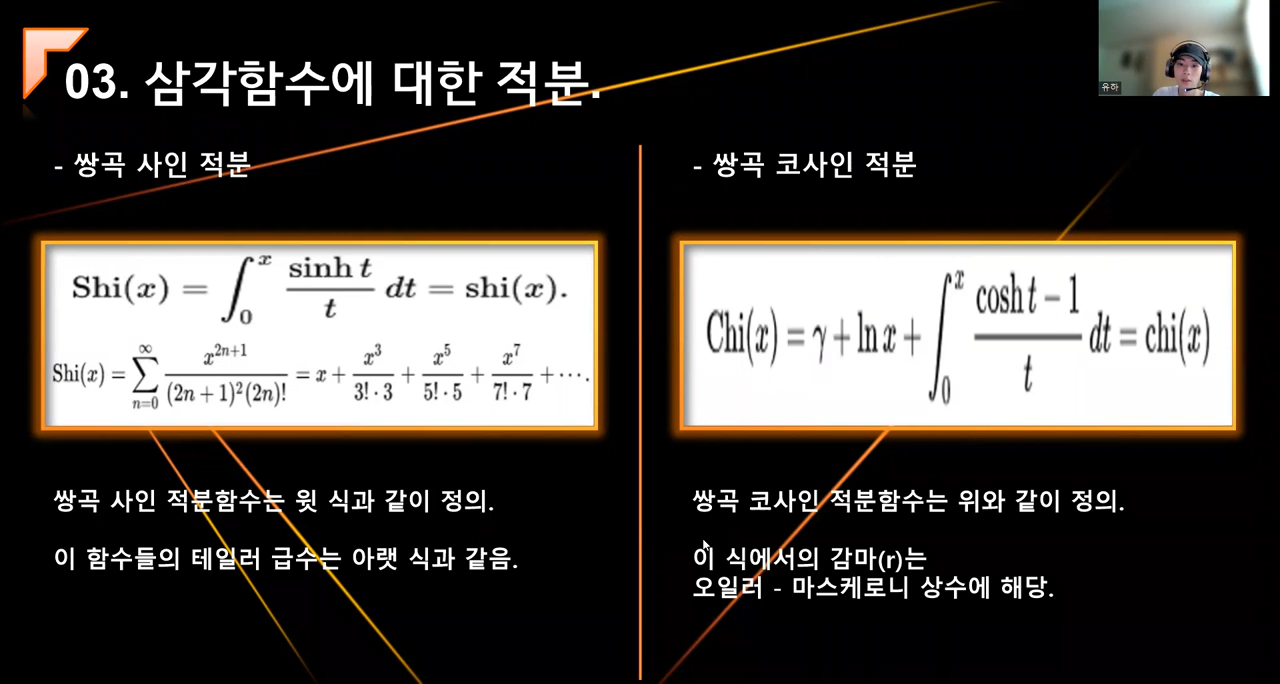 03. 삼각함수에 대한 적분.
유하
- 쌍곡 사인 적분
Shi(x) = ∫_0^x (sinh t)/t dt = shi(x).
Shi(x) = ∑_{n=0}^∞ x^{2n+1}/((2n+1)^2(2n)!) = x + x^3/(3!·3) + x^5/(5!·5) + x^7/(7!·7) + ⋯.
쌍곡 사인 적분함수는 윗 식과 같이 정의.
이 함수들의 테일러 급수는 아랫 식과 같음.
- 쌍곡 코사인 적분
Chi(x) = γ + ln x + ∫_0^x (cosh t − 1)/t dt = chi(x)
쌍곡 코사인 적분함수는 위와 같이 정의.
이 식에서의 감마(r)는
오일러 - 마스케로니 상수에 해당.